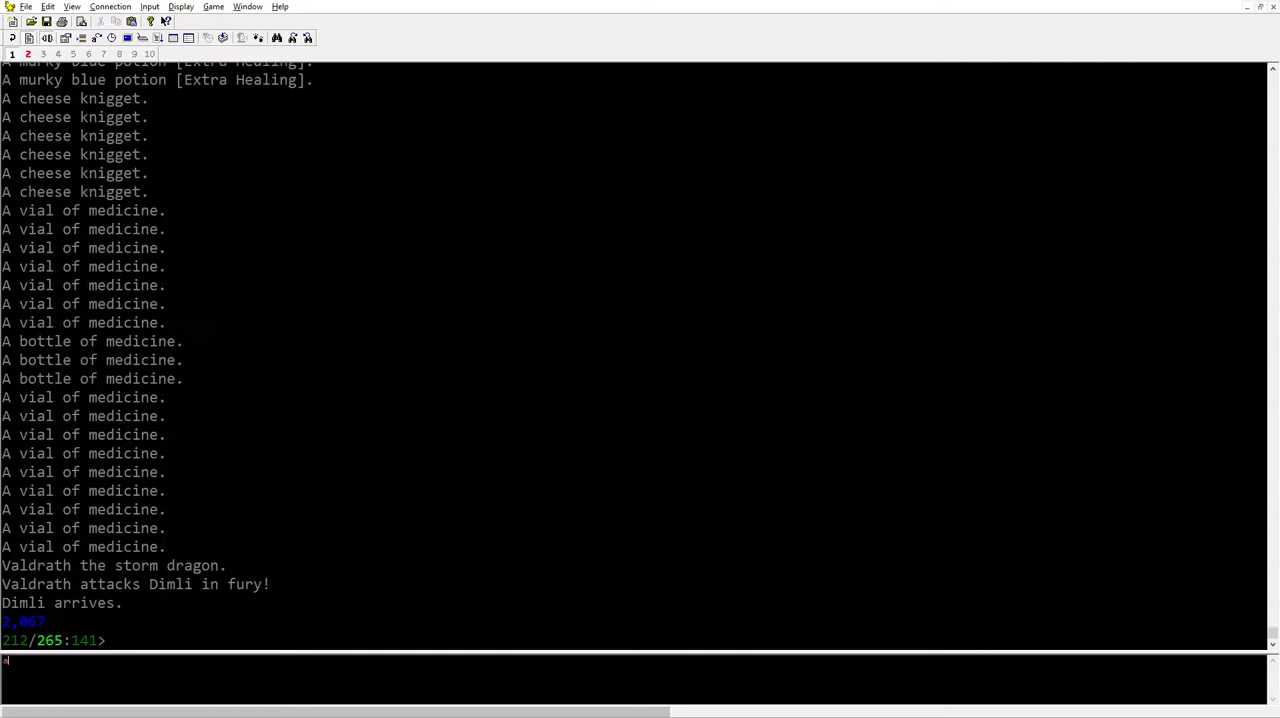 File Edit View Connection Input Display Game Window Help
1 2 3 4 5 6 7 8 9 10
A murky blue potion [Extra Healing].
A murky blue potion [Extra Healing].
A cheese knigget.
A cheese knigget.
A cheese knigget.
A cheese knigget.
A cheese knigget.
A cheese knigget.
A vial of medicine.
A vial of medicine.
A vial of medicine.
A vial of medicine.
A vial of medicine.
A vial of medicine.
A vial of medicine.
A bottle of medicine.
A bottle of medicine.
A bottle of medicine.
A vial of medicine.
A vial of medicine.
A vial of medicine.
A vial of medicine.
A vial of medicine.
A vial of medicine.
A vial of medicine.
A vial of medicine.
A vial of medicine.
Valdrath the storm dragon.
Valdrath attacks Dimli in fury!
Dimli arrives.
2,067
212/265:141>